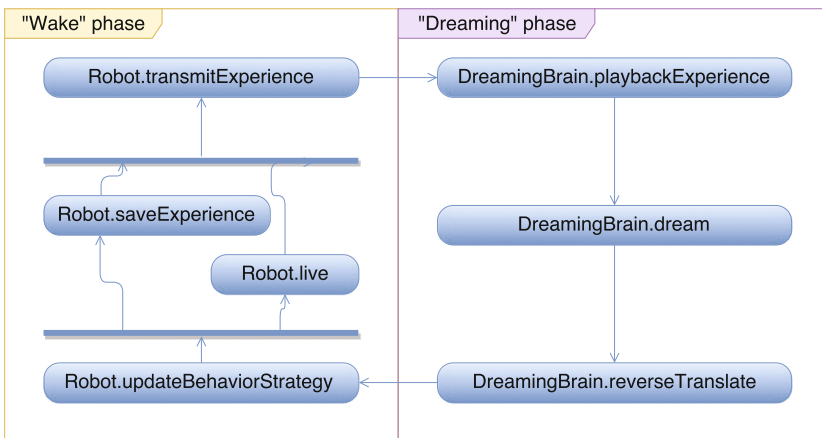 "Wake" phase
"Dreaming" phase
Robot.transmitExperience
DreamingBrain.playbackExperience
Robot.saveExperience
DreamingBrain.dream
Robot.live
Robot.updateBehaviorStrategy
DreamingBrain.reverseTranslate